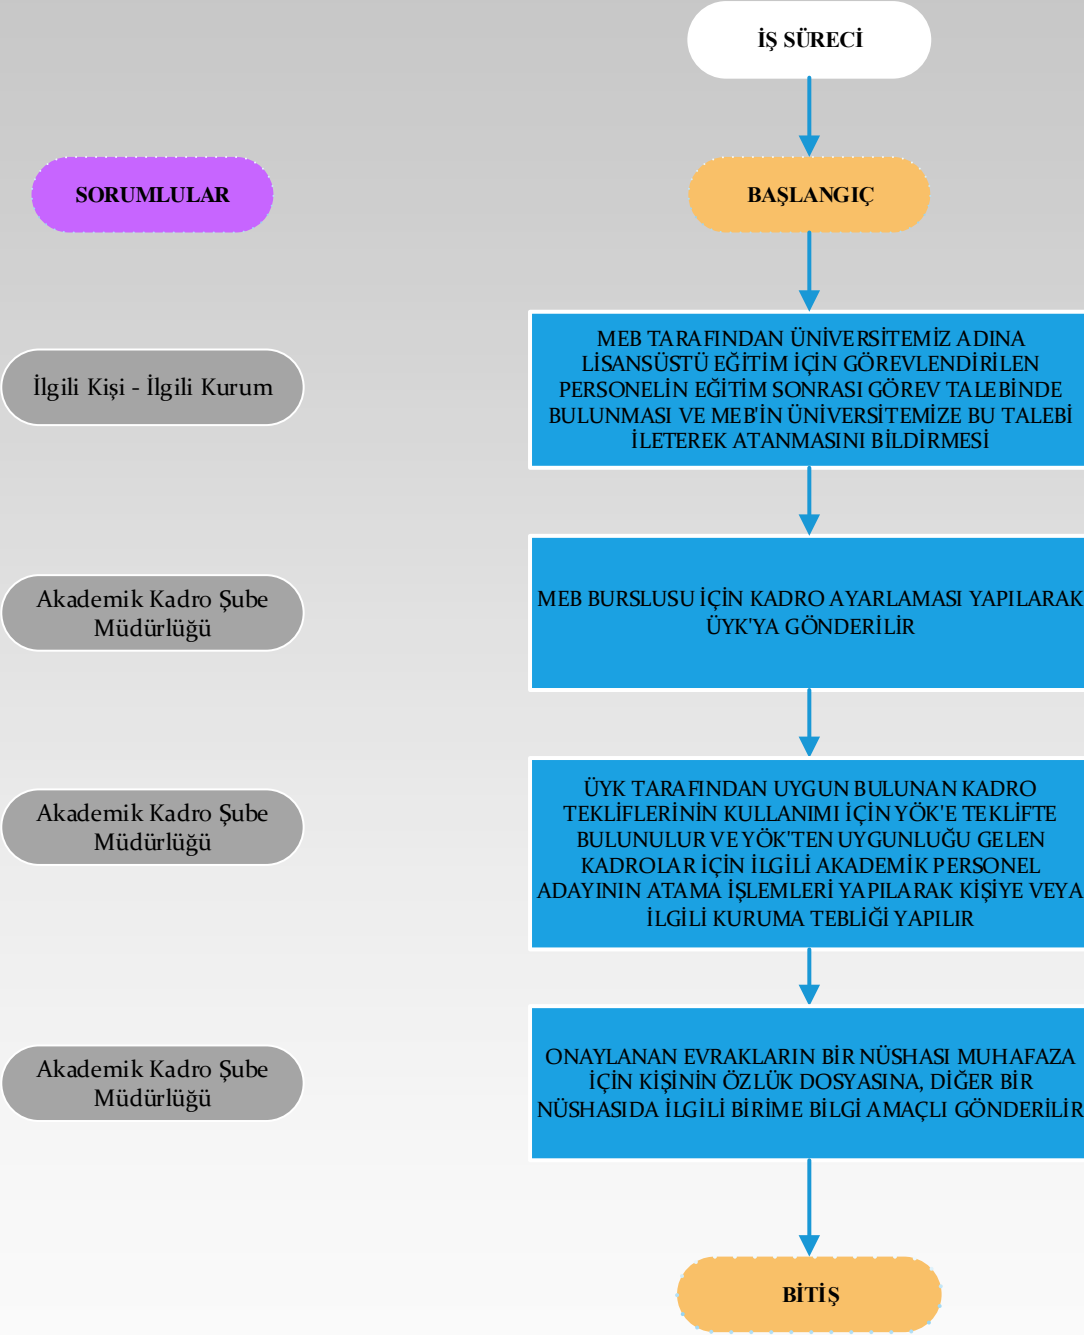 İŞ SÜRECİ
SORUMLULAR
BAŞLANGIÇ
İlgili Kişi - İlgili Kurum
MEB TARAFINDAN ÜNİVERSİTEMİZ ADINA
LİSANSÜSTÜ EĞİTİM İÇİN GÖREVLENDİRİLEN
PERSONELİN EĞİTİM SONRASI GÖREV TALEBİNDE
BULUNMASI VE MEB'İN ÜNİVERSİTEMİZE BU TALEBİ
İLETEREK ATANMASINI BİLDİRMESİ
Akademik Kadro Şube
Müdürlüğü
MEB BURSLUSU İÇİN KADRO AYARLAMASI YAPILARAK
ÜYK'YA GÖNDERİLİR
Akademik Kadro Şube
Müdürlüğü
ÜYK TARAFINDAN UYGUN BULUNAN KADRO
TEKLİFLERİNİN KULLANIMI İÇİN YÖK'E TEKLİFTE
BULUNULUR VE YÖK'TEN UYGUNLUĞU GELEN
KADROLAR İÇİN İLGİLİ AKADEMİK PERSONEL
ADAYININ ATAMA İŞLEMLERİ YAPILARAK KİŞİYE VEYA
İLGİLİ KURUMA TEBLİĞİ YAPILIR
Akademik Kadro Şube
Müdürlüğü
ONAYLANAN EVRAKLARIN BİR NÜSHASI MUHAFAZA
İÇİN KİŞİNİN ÖZLÜK DOSYASINA, DİĞER BİR
NÜSHASIDA İLGİLİ BİRİME BİLGİ AMAÇLI GÖNDERİLİR
BİTİŞ